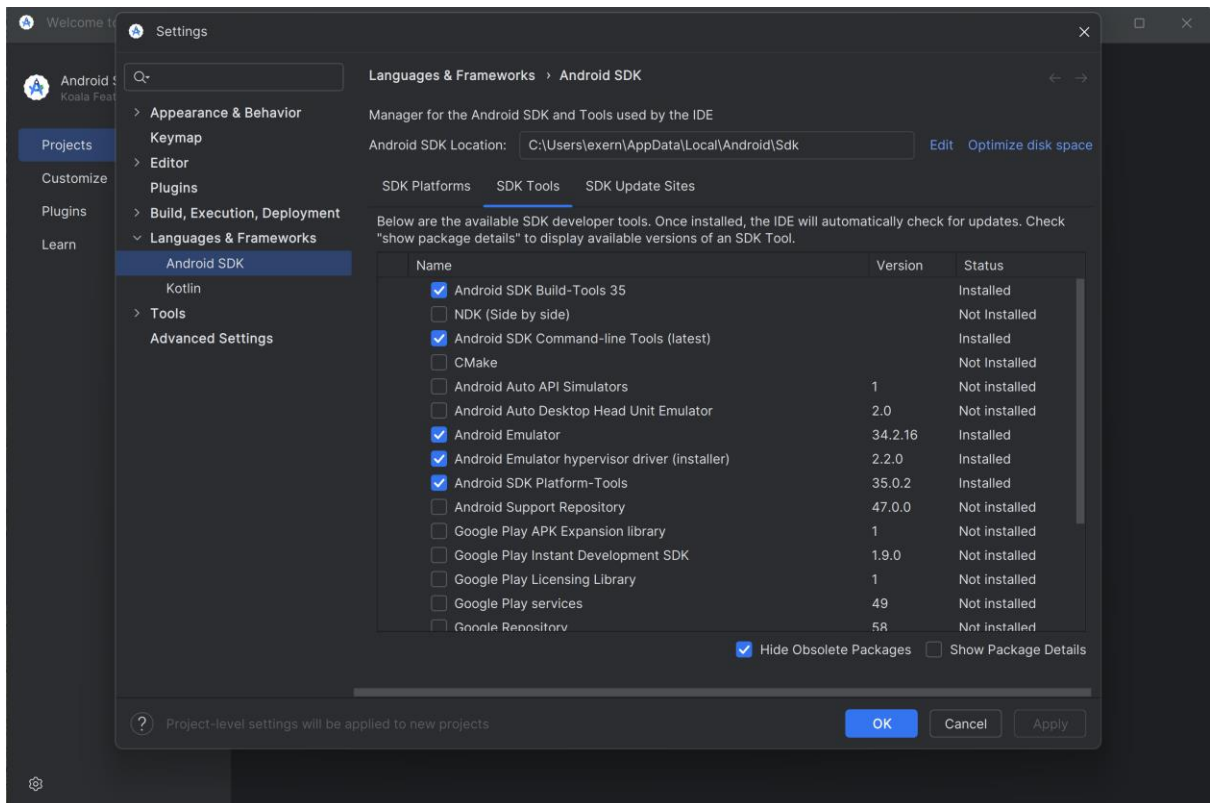 Welcome to
Settings
Android S
Koala Feat
Projects
Customize
Plugins
Learn
Appearance & Behavior
Keymap
Editor
Plugins
Build, Execution, Deployment
Languages & Frameworks
Android SDK
Kotlin
Tools
Advanced Settings
Languages & Frameworks › Android SDK
Manager for the Android SDK and Tools used by the IDE
Android SDK Location: C:\Users\exern\AppData\Local\Android\Sdk Edit Optimize disk space
SDK Platforms SDK Tools SDK Update Sites
Below are the available SDK developer tools. Once installed, the IDE will automatically check for updates. Check
"show package details" to display available versions of an SDK Tool.
Name Version Status
Android SDK Build-Tools 35 Installed
NDK (Side by side) Not Installed
Android SDK Command-line Tools (latest) Installed
CMake Not Installed
Android Auto API Simulators 1 Not installed
Android Auto Desktop Head Unit Emulator 2.0 Not installed
Android Emulator 34.2.16 Installed
Android Emulator hypervisor driver (installer) 2.2.0 Installed
Android SDK Platform-Tools 35.0.2 Installed
Android Support Repository 47.0.0 Not installed
Google Play APK Expansion library 1 Not installed
Google Play Instant Development SDK 1.9.0 Not installed
Google Play Licensing Library 1 Not installed
Google Play services 49 Not installed
Google Repository 58 Not installed
Hide Obsolete Packages Show Package Details
? Project-level settings will be applied to new projects
OK Cancel Apply